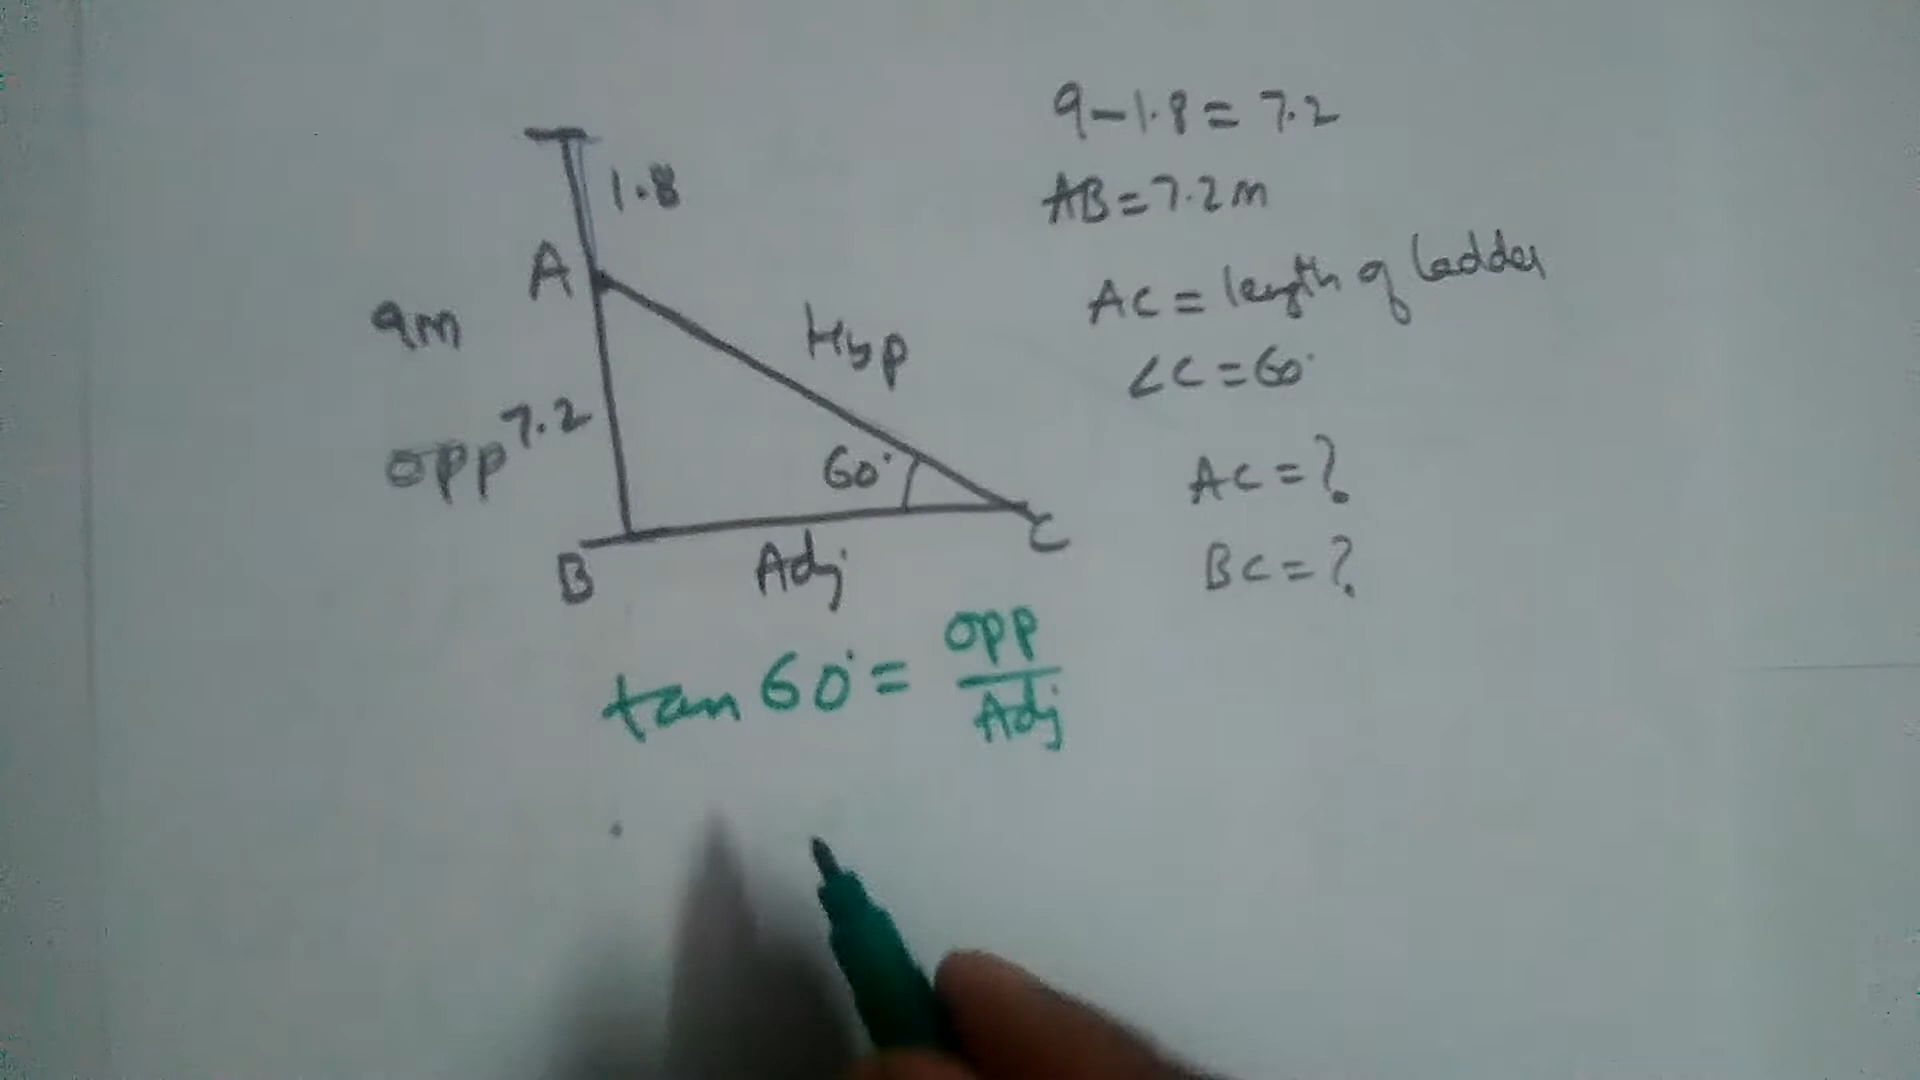 9-1.8 = 7.2
1.8
AB = 7.2m
A
AC = length of ladder
9m
Hyp
∠C = 60°
7.2
opp
60°
AC = ?
C
B
Adj
BC = ?
tan 60° = opp/Adj